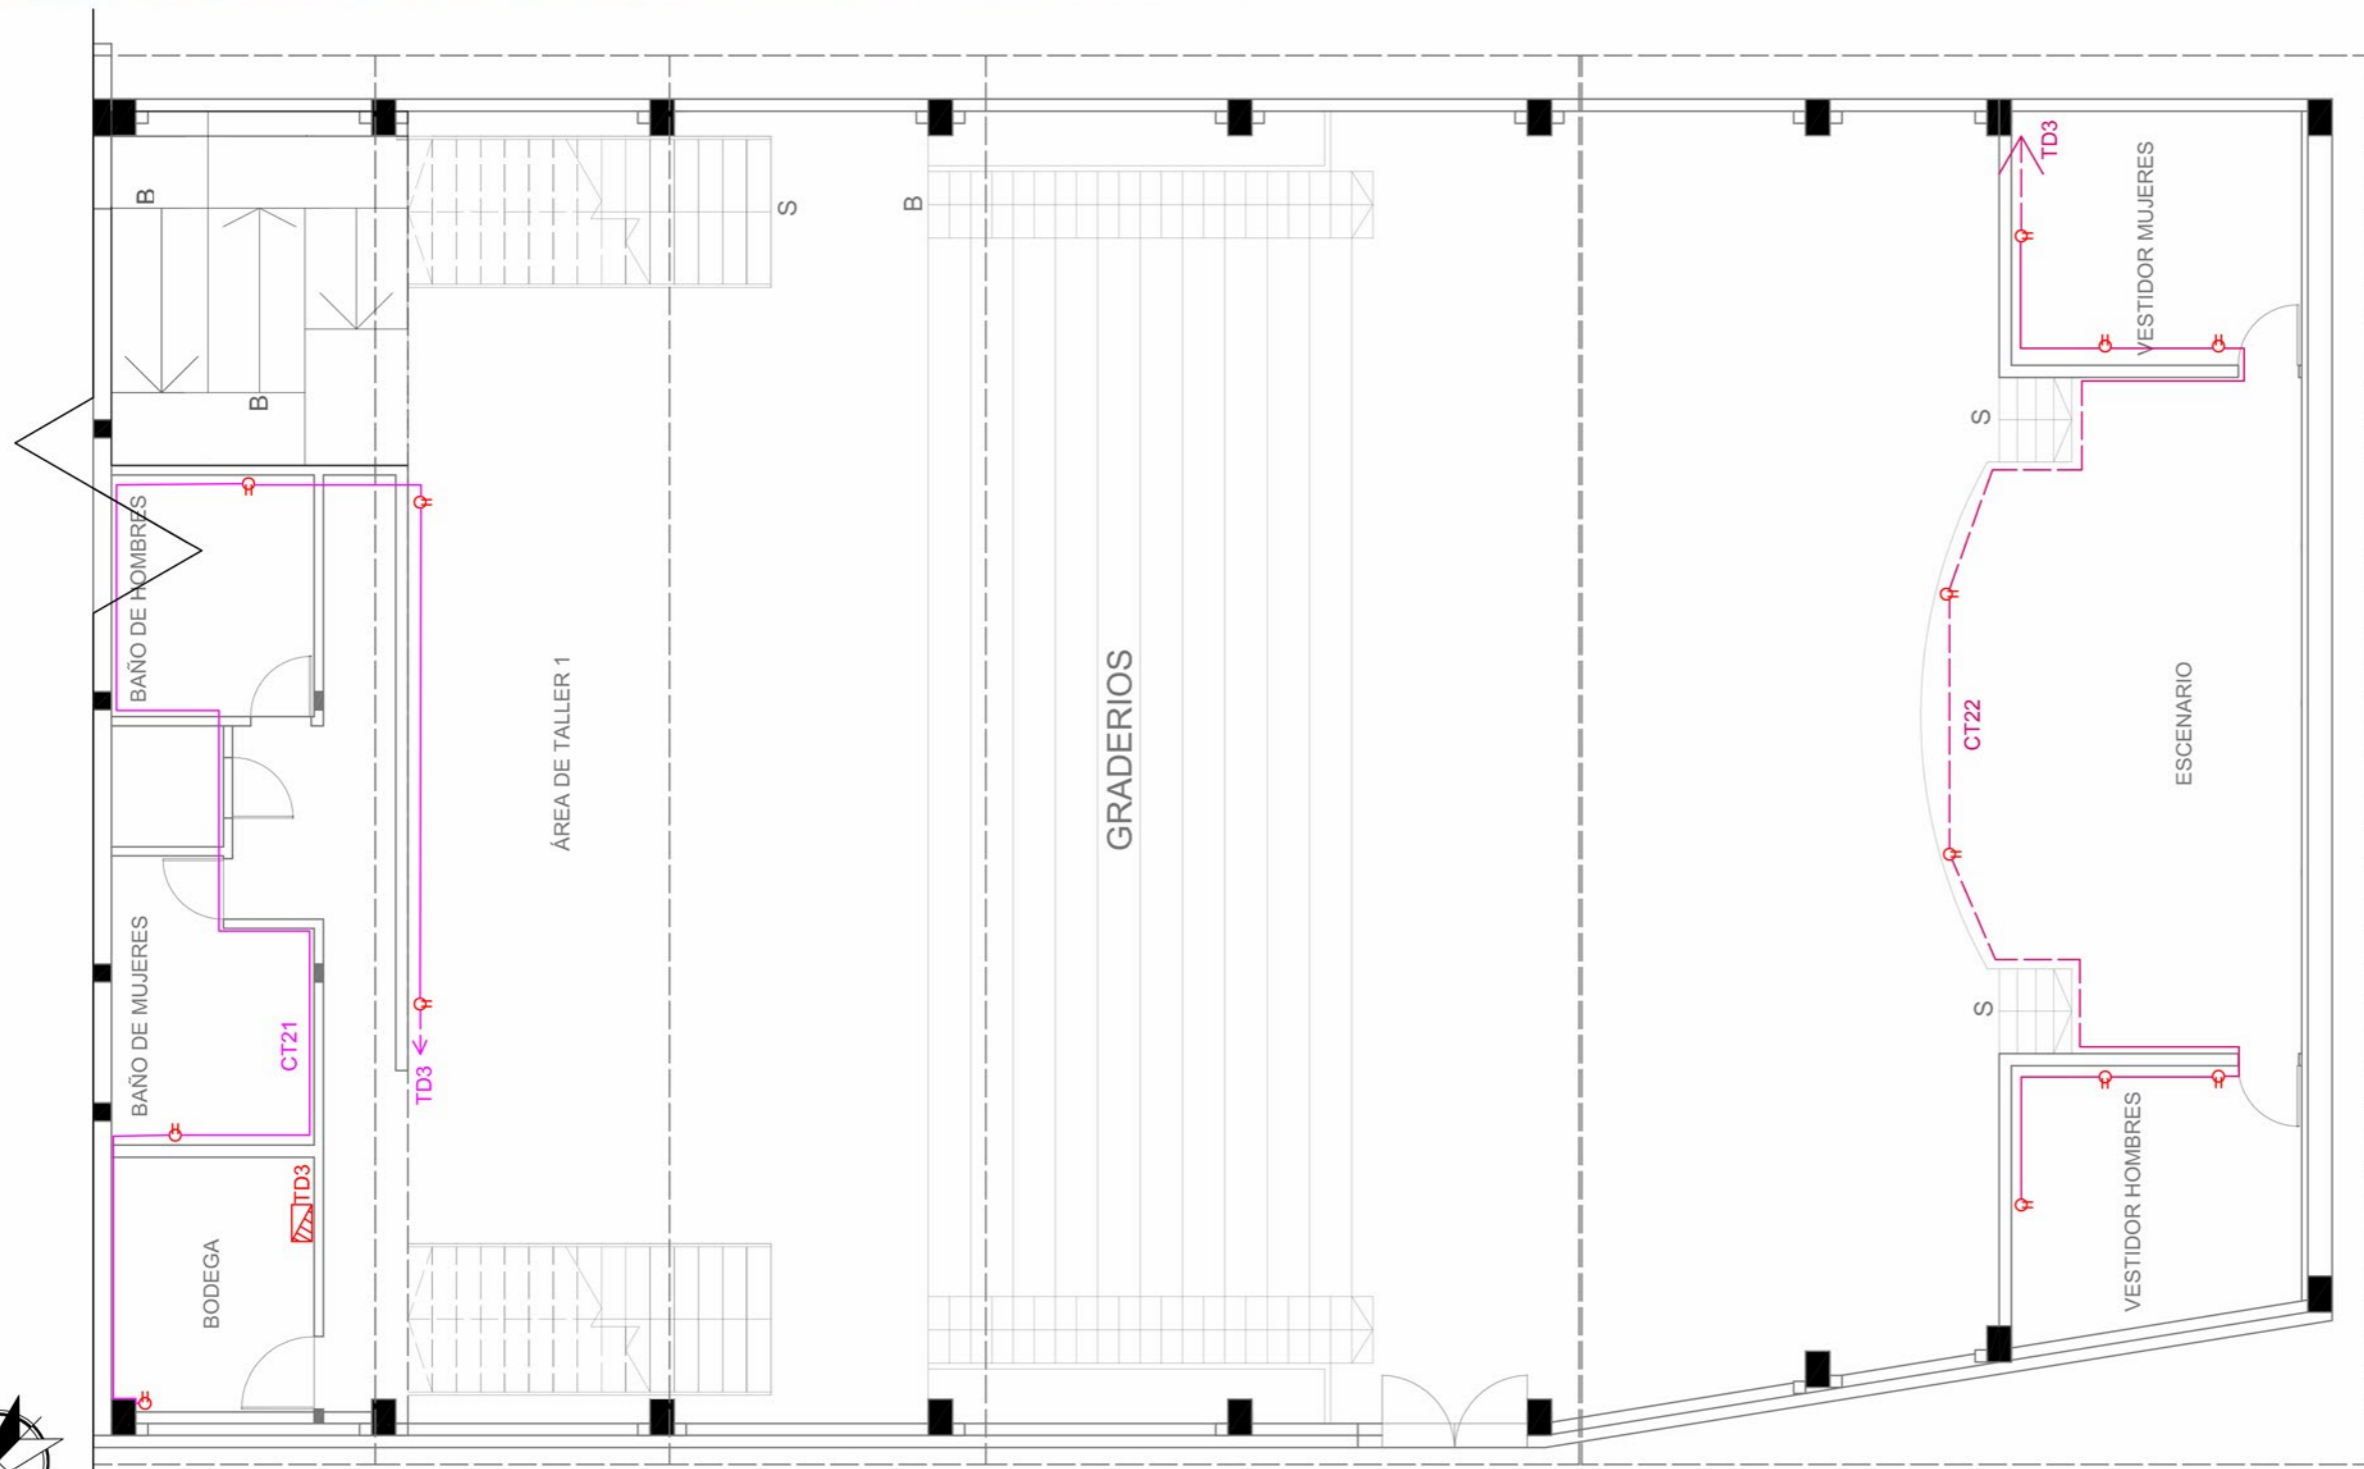 B
B
S
B
TD3
VESTIDOR MUJERES
BAÑO DE HOMBRES
ÁREA DE TALLER 1
GRADERIOS
S
CT22
ESCENARIO
BAÑO DE MUJERES
CT21
TD3
S
TD3
BODEGA
VESTIDOR HOMBRES